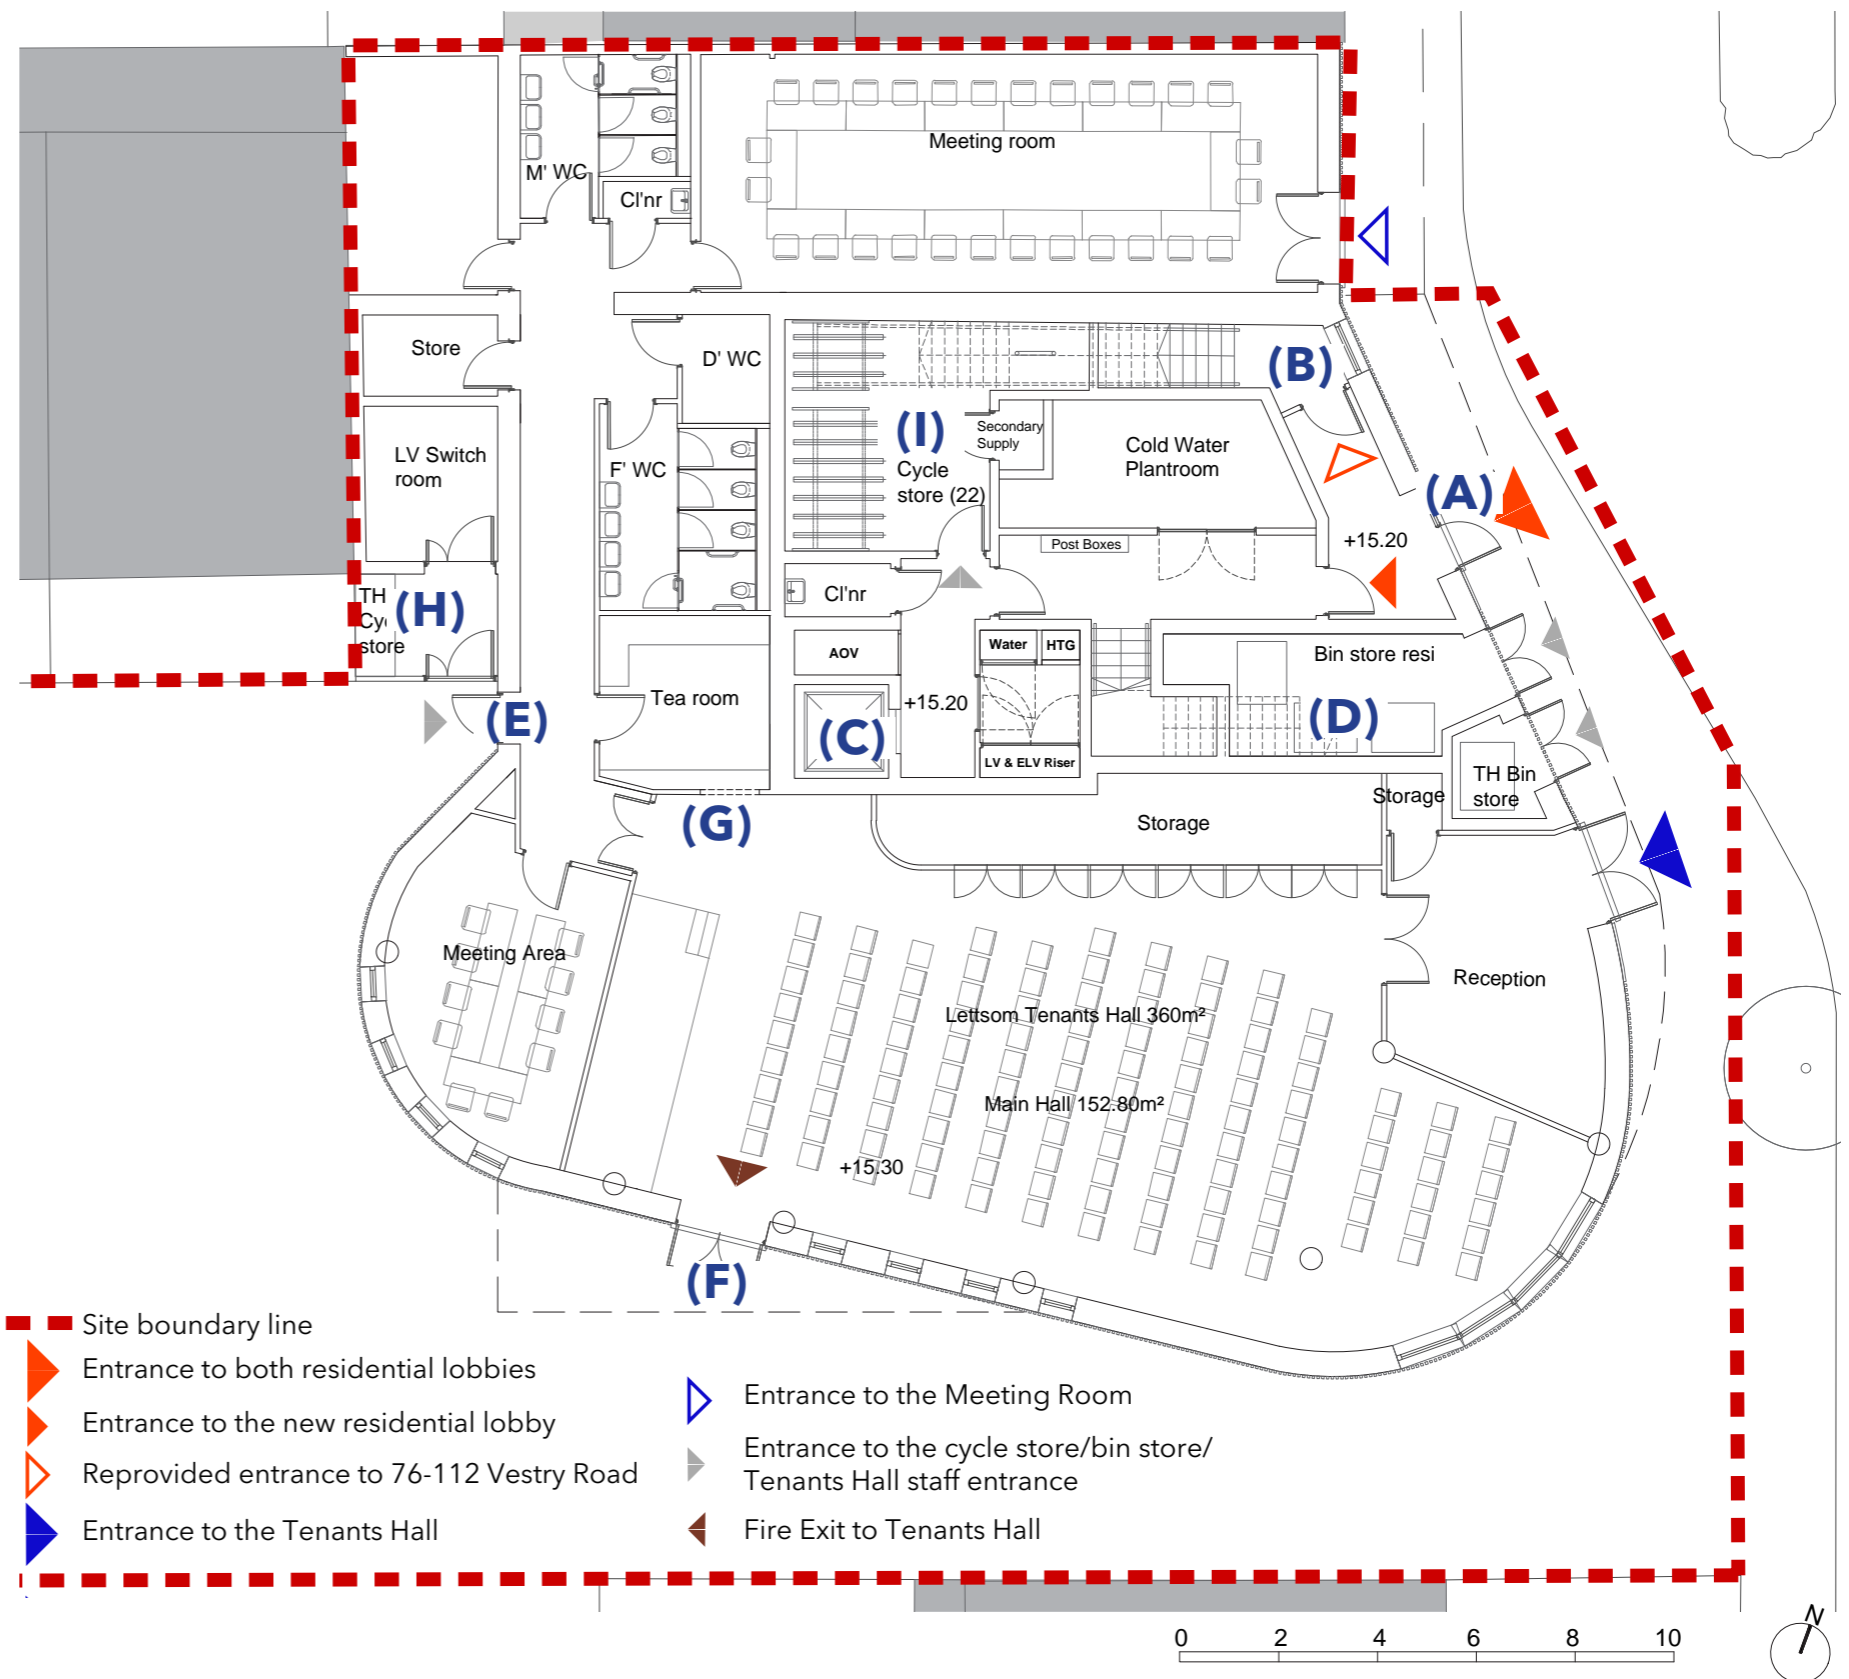 Meeting room
M' WC
Cl'nr
Store
D' WC
(B)
(I)
Secondary
Supply
Cycle
store (22)
Cold Water
Plantroom
LV Switch
room
F' WC
(A)
+15.20
Post Boxes
TH
(H)
store
Cl'nr
AOV
Water
HTG
Bin store resi
Tea room
+15.20
(E)
(C)
(D)
LV & ELV Riser
TH Bin
store
Storage
Storage
(G)
Meeting Area
Reception
Lettsom Tenants Hall 360m²
Main Hall 152.80m²
+15.30
(F)
Site boundary line
Entrance to both residential lobbies
Entrance to the new residential lobby
Reprovided entrance to 76-112 Vestry Road
Entrance to the Tenants Hall
Entrance to the Meeting Room
Entrance to the cycle store/bin store/
Tenants Hall staff entrance
Fire Exit to Tenants Hall
0 2 4 6 8 10
N